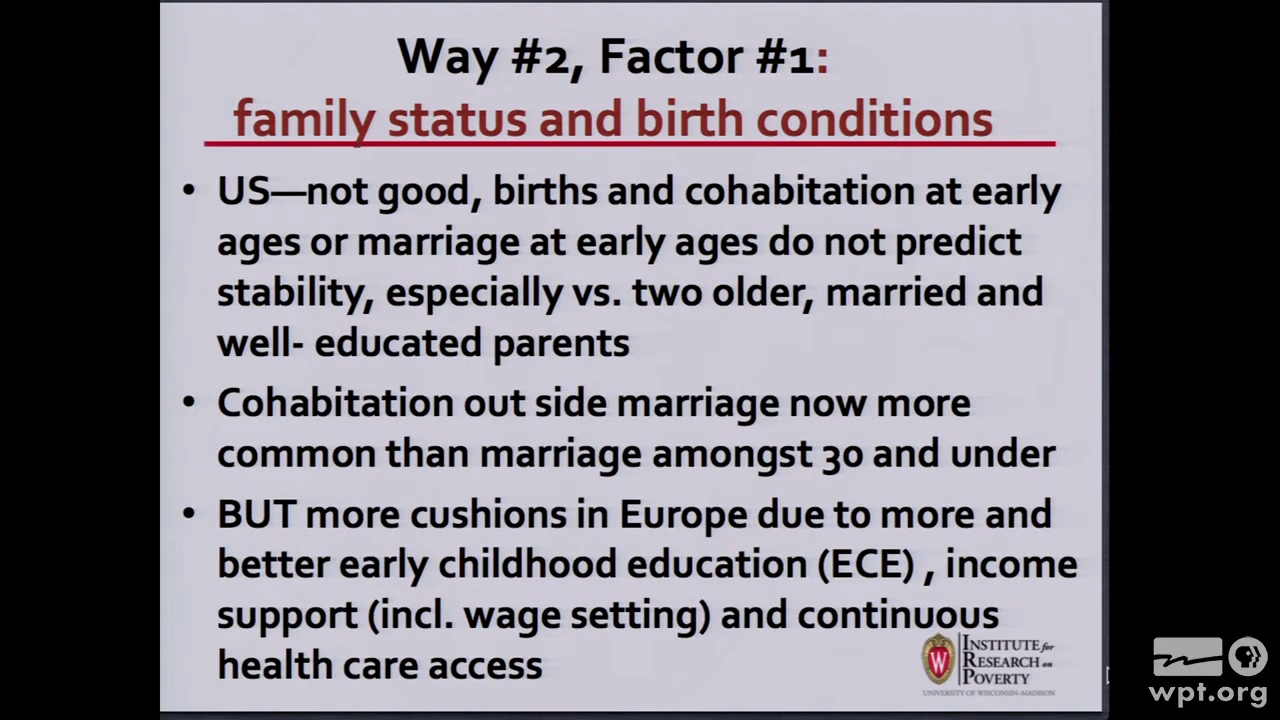 Way #2, Factor #1:
family status and birth conditions
• US—not good, births and cohabitation at early
ages or marriage at early ages do not predict
stability, especially vs. two older, married and
well- educated parents
• Cohabitation out side marriage now more
common than marriage amongst 30 and under
• BUT more cushions in Europe due to more and
better early childhood education (ECE) , income
support (incl. wage setting) and continuous
health care access
W
INSTITUTE for
RESEARCH on
POVERTY
UNIVERSITY OF WISCONSIN–MADISON
PBS
wpt.org